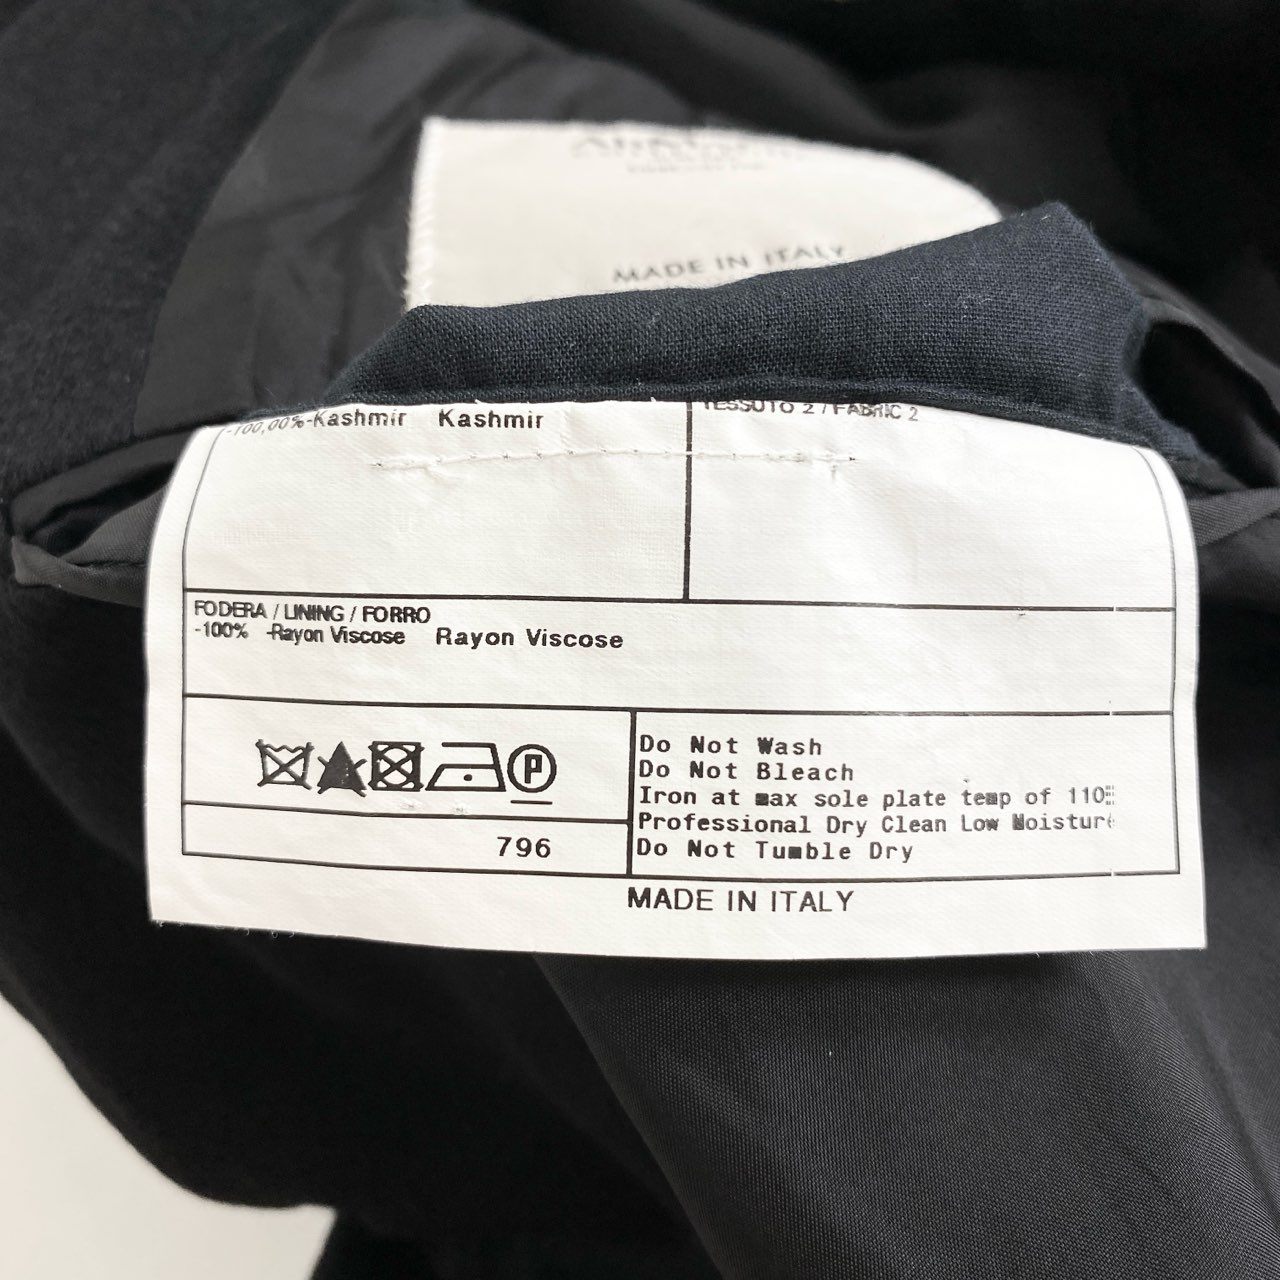 MADE IN ITALY
-100,00%-Kashmir Kashmir
TESSUTO 2 / FABRIC 2
FODERA / LINING / FORRO
-100% -Rayon Viscose Rayon Viscose
P
Do Not Wash
Do Not Bleach
Iron at max sole plate temp of 110
Professional Dry Clean Low Moisture
Do Not Tumble Dry
796
MADE IN ITALY